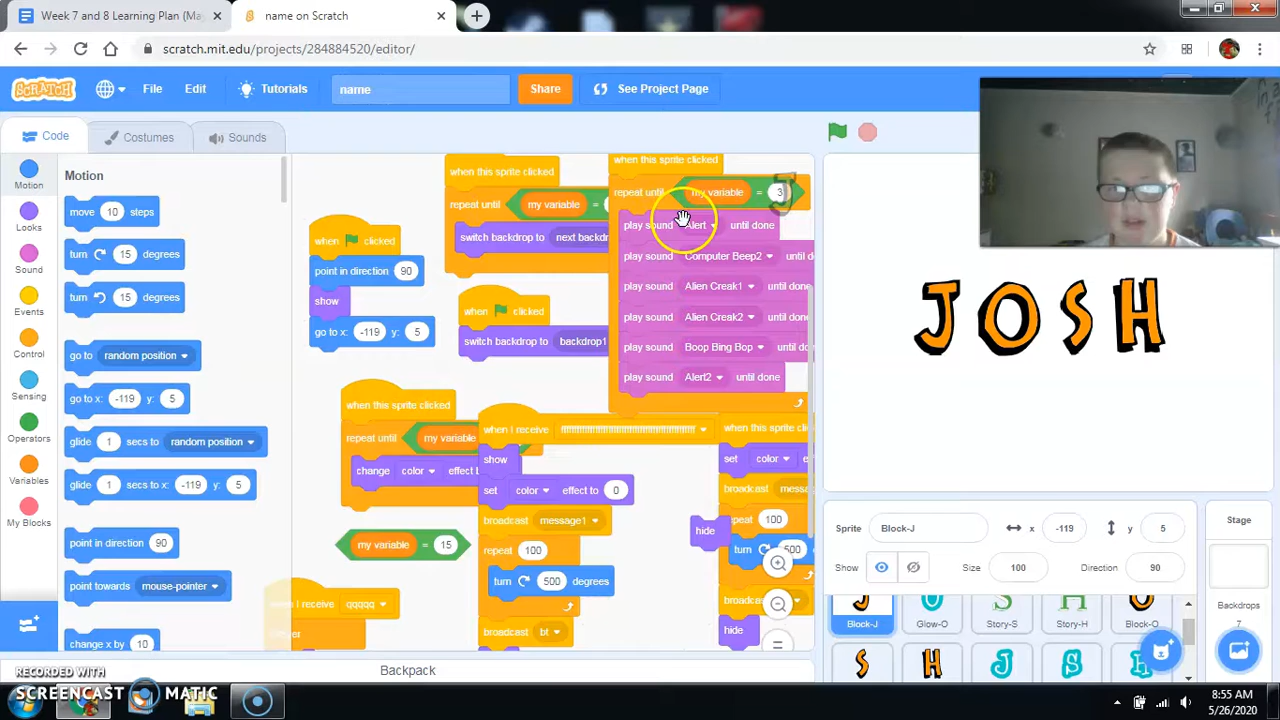 Week 7 and 8 Learning Plan (Ma
name on Scratch
scratch.mit.edu/projects/284884520/editor/
SCRATCH
File
Edit
Tutorials
name
Share
See Project Page
Code
Costumes
Sounds
Motion
Looks
Sound
Events
Control
Sensing
Operators
Variables
My Blocks
Motion
move 10 steps
turn 15 degrees
turn 15 degrees
go to random position
go to x: -119 y: 5
glide 1 secs to random position
glide 1 secs to x: -119 y: 5
point in direction 90
point towards mouse-pointer
change x by 10
when clicked
point in direction 90
show
go to x: -119 y: 5
when this sprite clicked
repeat until my variable =
switch backdrop to next backdr
when clicked
switch backdrop to backdrop1
when this sprite clicked
repeat until my variable = 3
play sound Alert until done
play sound Computer Beep2 until d
play sound Alien Creak1 until done
play sound Alien Creak2 until done
play sound Boop Bing Bop until do
play sound Alert2 until done
when this sprite clicked
repeat until my variable
change color effect b
my variable = 15
when I receive qqqqq
when I receive
show
set color effect to 0
broadcast message1
repeat 100
turn 500 degrees
broadcast bt
hide
when this sprite clic
set color effe
broadcast messa
repeat 100
turn 500
broadca
hide
J
JOSH
Sprite Block-J x -119 y 5
Size 100 Direction 90
Stage
Backdrops
7
Block-J Glow-O Story-S Story-H Block-O
S H J S H
Backpack
RECORDED WITH
SCREENCAST MATIC
8:55 AM
5/26/2020